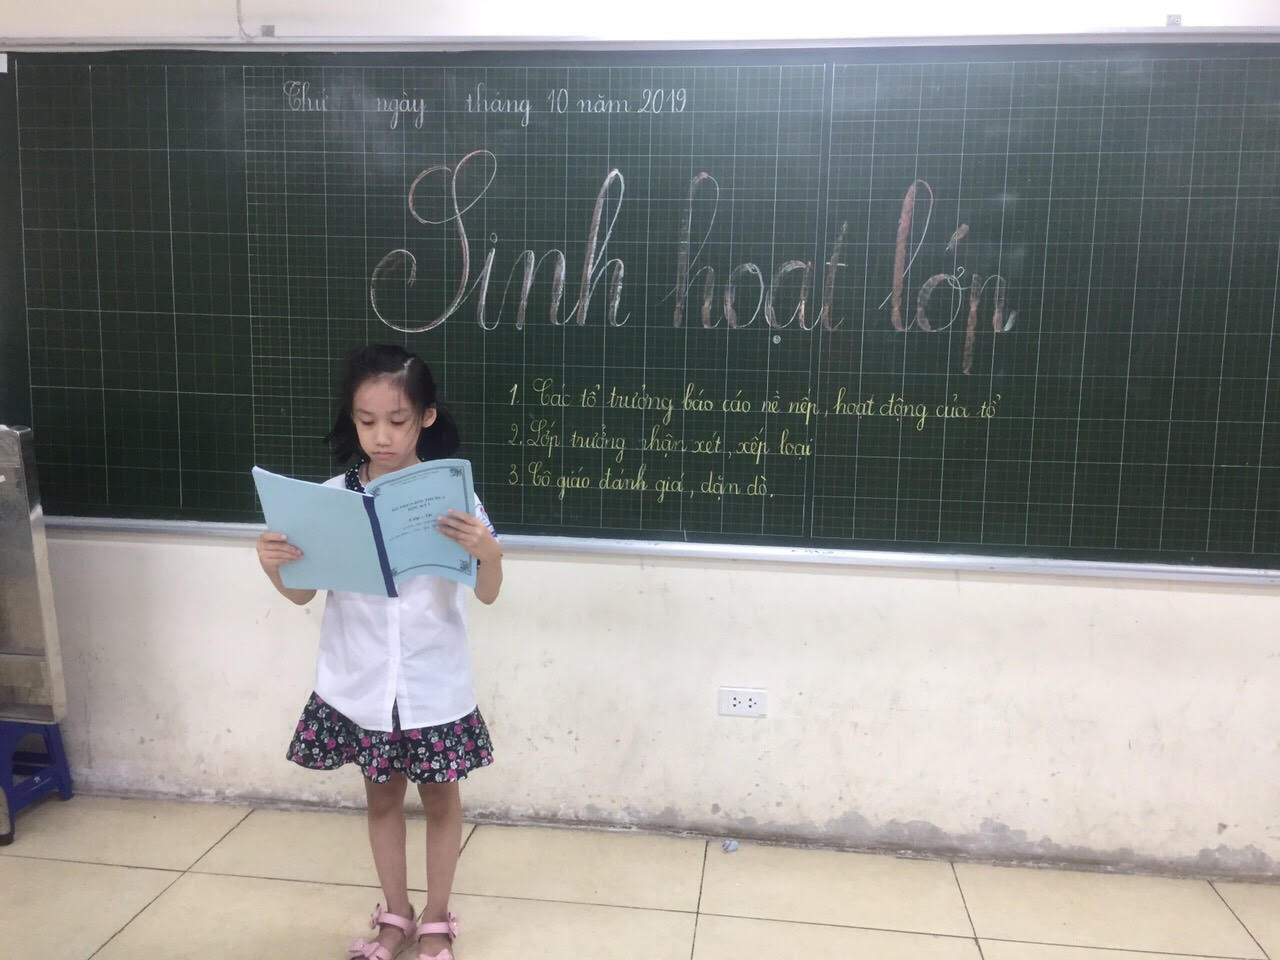 Thứ ngày tháng 10 năm 2019
Sinh hoạt lớp
1. Các tổ trưởng báo cáo nề nếp, hoạt động của tổ
2. Lớp trưởng nhận xét, xếp loại
3. Cô giáo đánh giá, dặn dò.